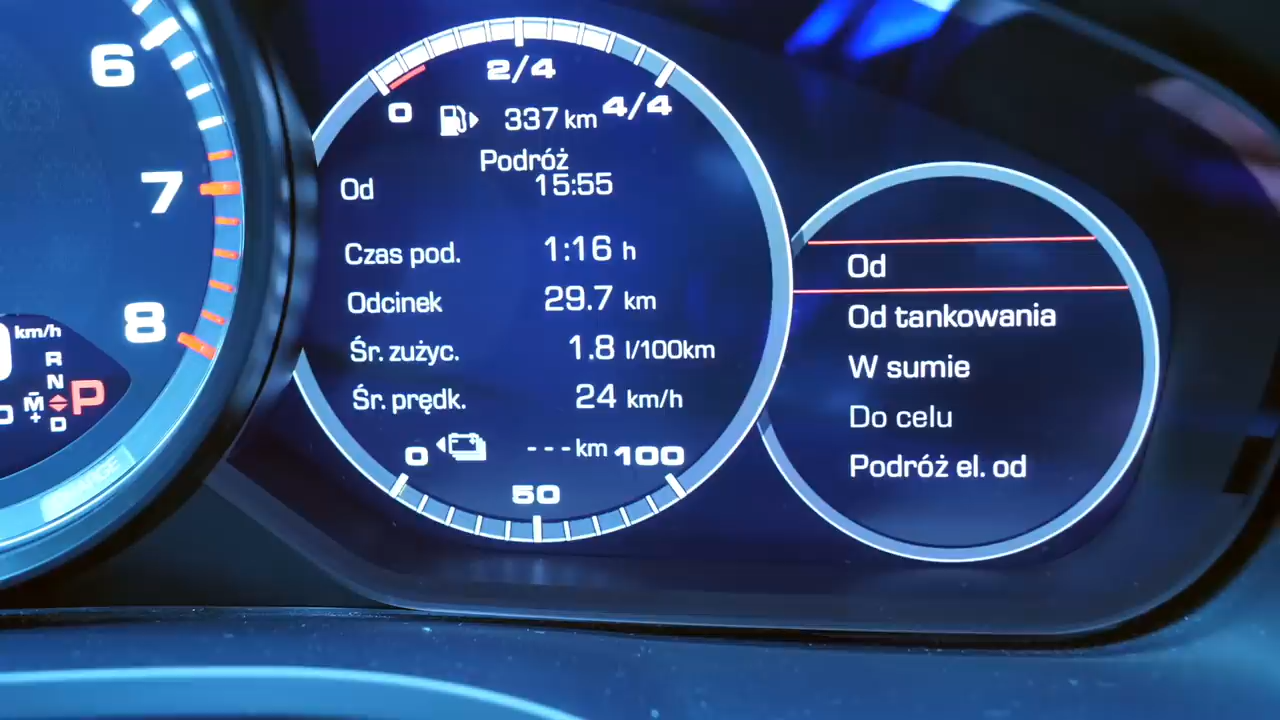 6
7
8
km/h
R
N
M
+
D
P
2/4
0
4/4
337 km
Podróż
Od 15:55
Czas pod. 1:16 h
Odcinek 29.7 km
Śr. zużyc. 1.8 l/100km
Śr. prędk. 24 km/h
0 ---km 100
50
Od
Od tankowania
W sumie
Do celu
Podróż el. od